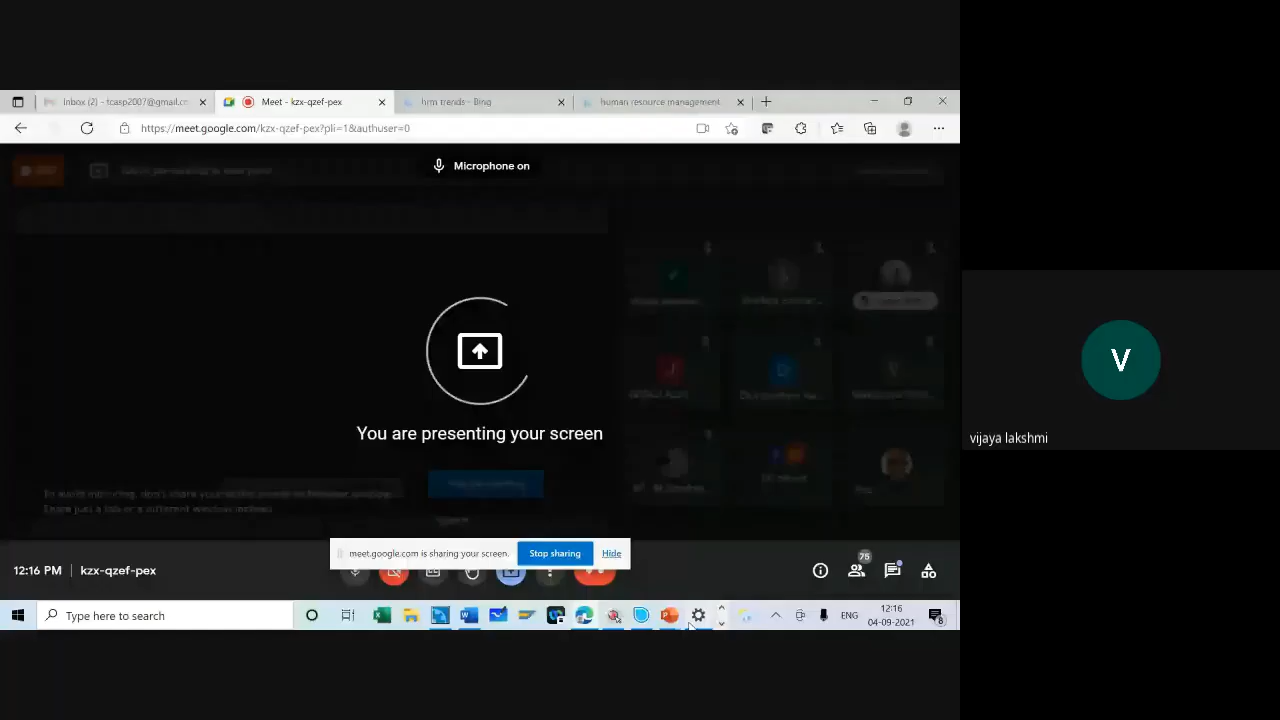 Inbox (2) - tcasp2007@gmail.cc
Meet - kzx-qzef-pex
hrm trends - Bing
human resource management
https://meet.google.com/kzx-qzef-pex?pli=1&authuser=0
Microphone on
You are presenting your screen
vijaya lakshmi
V
J
D
V
meet.google.com is sharing your screen.
Stop sharing
Hide
12:16 PM
kzx-qzef-pex
75
Type here to search
ENG
12:16
04-09-2021
8